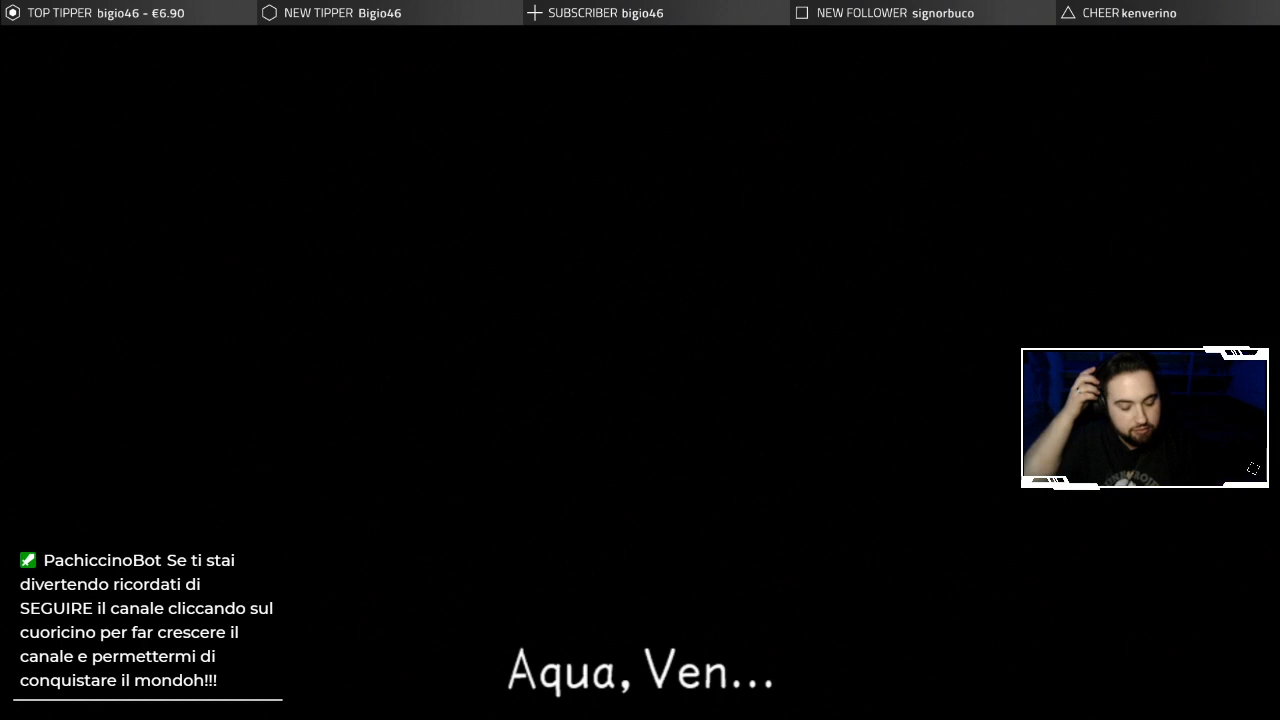 TOP TIPPER bigio46 - €6.90
NEW TIPPER Bigio46
SUBSCRIBER bigio46
NEW FOLLOWER signorbuco
CHEER kenverino
PachiccinoBot Se ti stai
divertendo ricordati di
SEGUIRE il canale cliccando sul
cuoricino per far crescere il
canale e permettermi di
conquistare il mondoh!!!
Aqua, Ven...